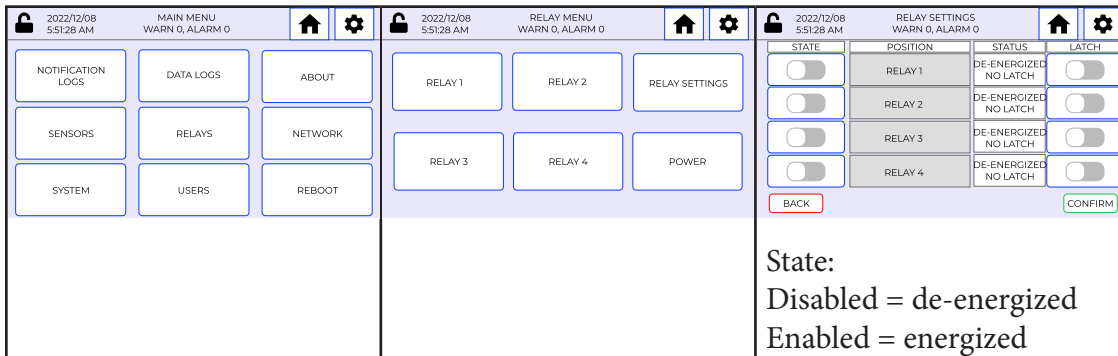 2022/12/08
5:51:28 AM
MAIN MENU
WARN 0, ALARM 0
NOTIFICATION
LOGS
DATA LOGS
ABOUT
SENSORS
RELAYS
NETWORK
SYSTEM
USERS
REBOOT
2022/12/08
5:51:28 AM
RELAY MENU
WARN 0, ALARM 0
RELAY 1
RELAY 2
RELAY SETTINGS
RELAY 3
RELAY 4
POWER
2022/12/08
5:51:28 AM
RELAY SETTINGS
WARN 0, ALARM 0
STATE POSITION STATUS LATCH
RELAY 1
DE-ENERGIZED
NO LATCH
RELAY 2
DE-ENERGIZED
NO LATCH
RELAY 3
DE-ENERGIZED
NO LATCH
RELAY 4
DE-ENERGIZED
NO LATCH
BACK
CONFIRM
State:
Disabled = de-energized
Enabled = energized